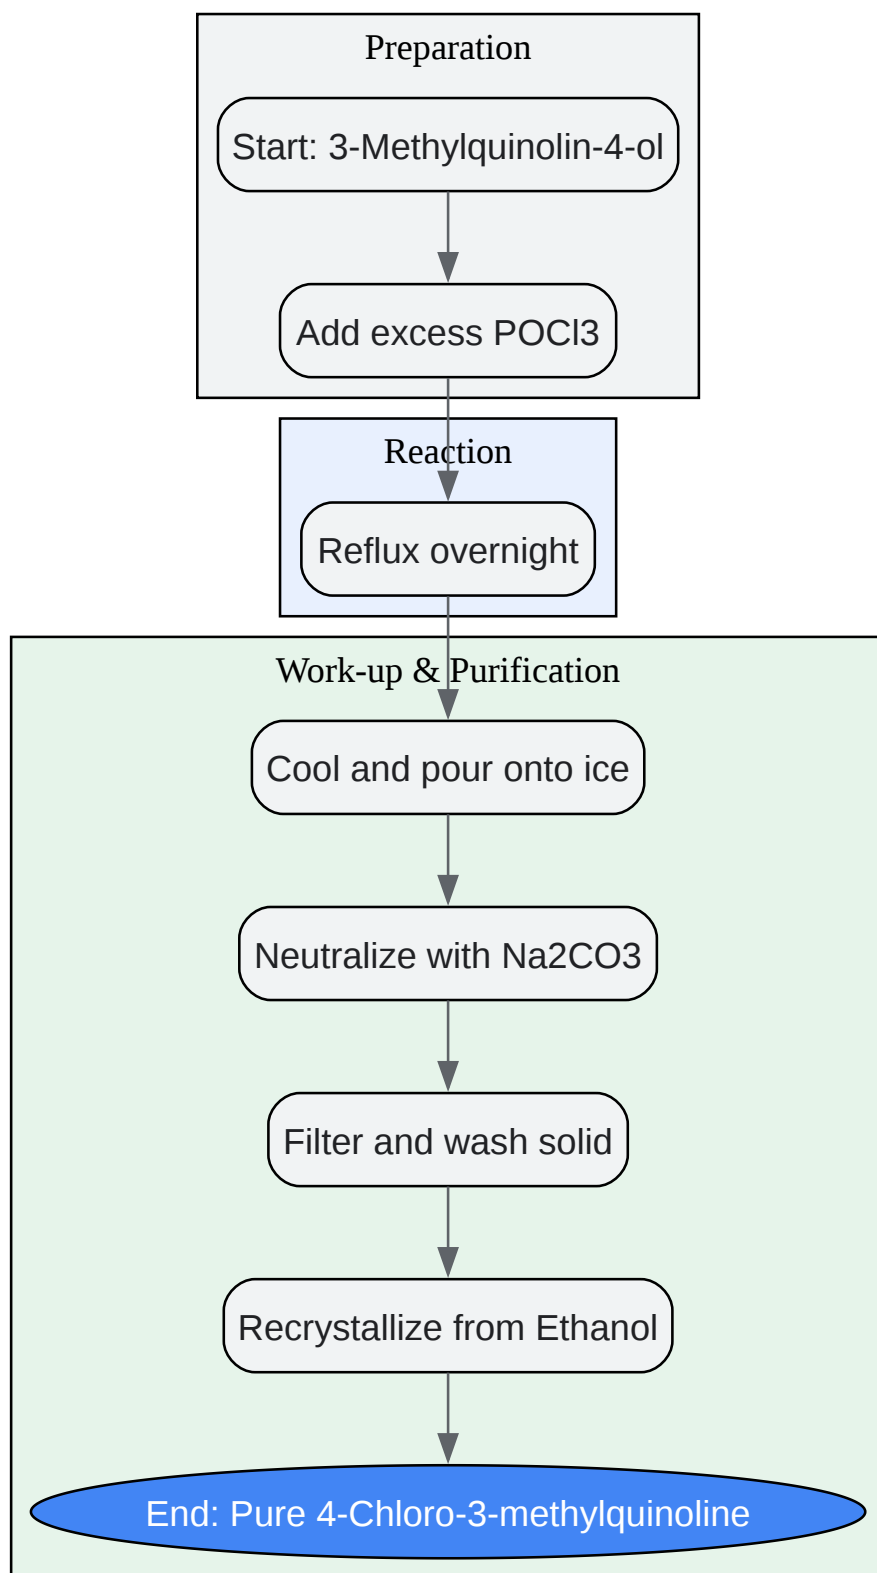 Preparation
Start: 3-Methylquinolin-4-ol
Add excess POCl3
Reaction
Reflux overnight
Work-up & Purification
Cool and pour onto ice
Neutralize with Na2CO3
Filter and wash solid
Recrystallize from Ethanol
End: Pure 4-Chloro-3-methylquinoline